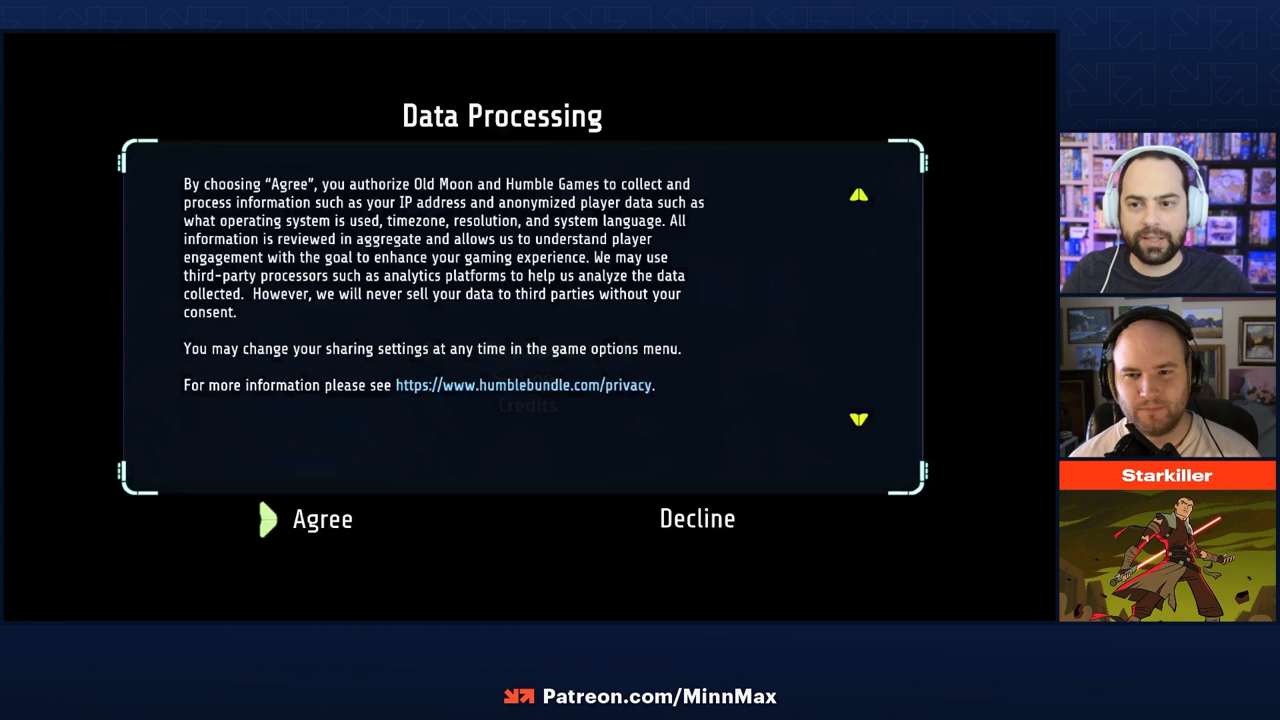 Data Processing
By choosing “Agree”, you authorize Old Moon and Humble Games to collect and
process information such as your IP address and anonymized player data such as
what operating system is used, timezone, resolution, and system language. All
information is reviewed in aggregate and allows us to understand player
engagement with the goal to enhance your gaming experience. We may use
third-party processors such as analytics platforms to help us analyze the data
collected.  However, we will never sell your data to third parties without your
consent.
You may change your sharing settings at any time in the game options menu.
For more information please see https://www.humblebundle.com/privacy.
Credits
Agree
Decline
Starkiller
Patreon.com/MinnMax